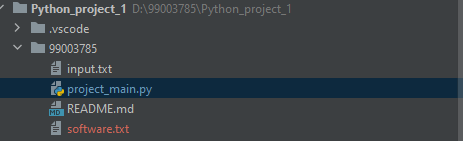 Python_project_1 D:\99003785\Python_project_1
.vscode
99003785
input.txt
project_main.py
README.md
software.txt